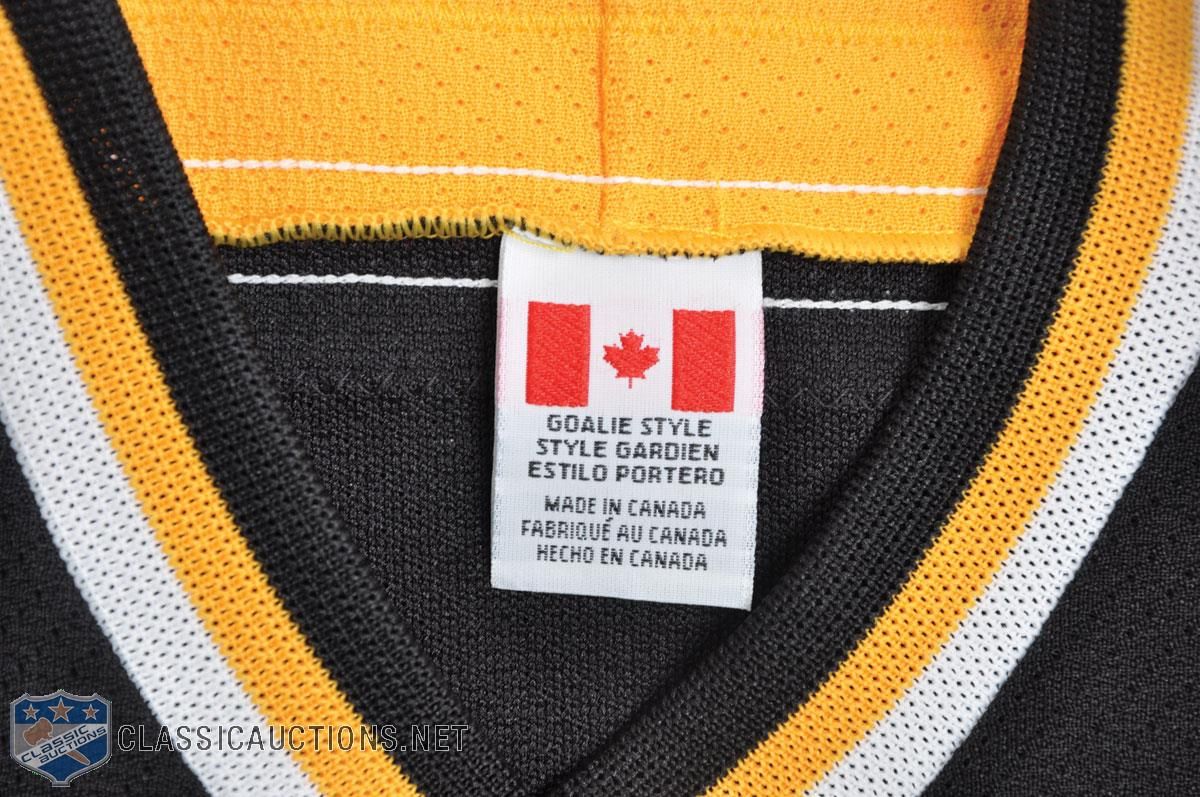 GOALIE STYLE
STYLE GARDIEN
ESTILO PORTERO
MADE IN CANADA
FABRIQUÉ AU CANADA
HECHO EN CANADA
CLASSIC
AUCTIONS
CLASSICAUCTIONS.NET